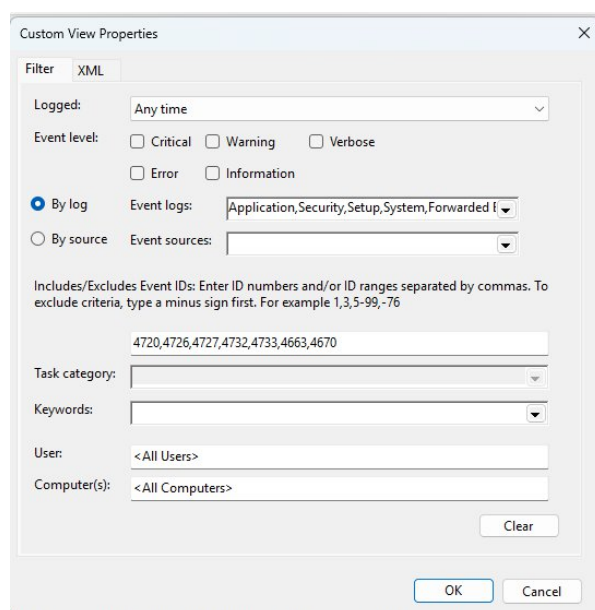 Custom View Properties
Filter XML
Logged: Any time
Event level: Critical Warning Verbose
Error Information
By log Event logs: Application,Security,Setup,System,Forwarded E
By source Event sources:
Includes/Excludes Event IDs: Enter ID numbers and/or ID ranges separated by commas. To
exclude criteria, type a minus sign first. For example 1,3,5-99,-76
4720,4726,4727,4732,4733,4663,4670
Task category:
Keywords:
User: <All Users>
Computer(s): <All Computers>
Clear
OK Cancel